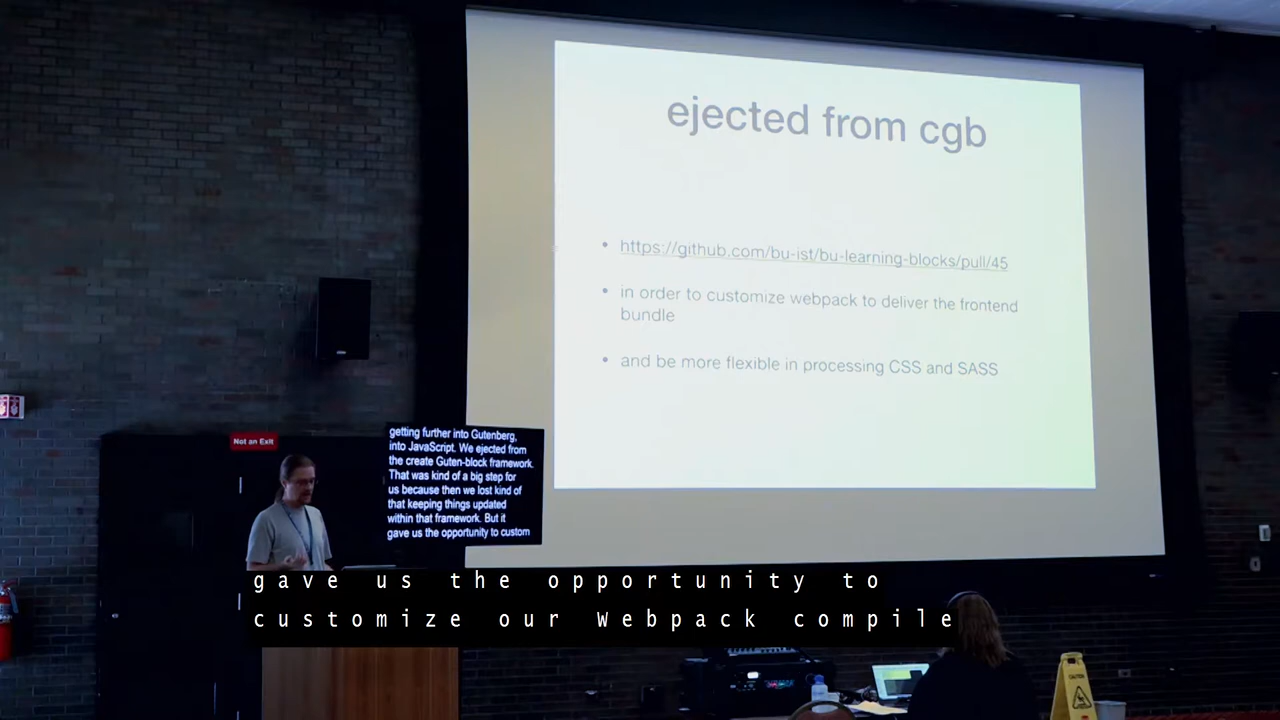 ejected from cgb
• https://github.com/bu-ist/bu-learning-blocks/pull/45
• in order to customize webpack to deliver the frontend
bundle
• and be more flexible in processing CSS and SASS
Not an Exit
getting further into Gutenberg,
into JavaScript. We ejected from
the create Guten-block framework.
That was kind of a big step for
us because then we lost kind of
that keeping things updated
within that framework. But it
gave us the opportunity to custom
gave us the opportunity to
customize our Webpack compile
CAUTION